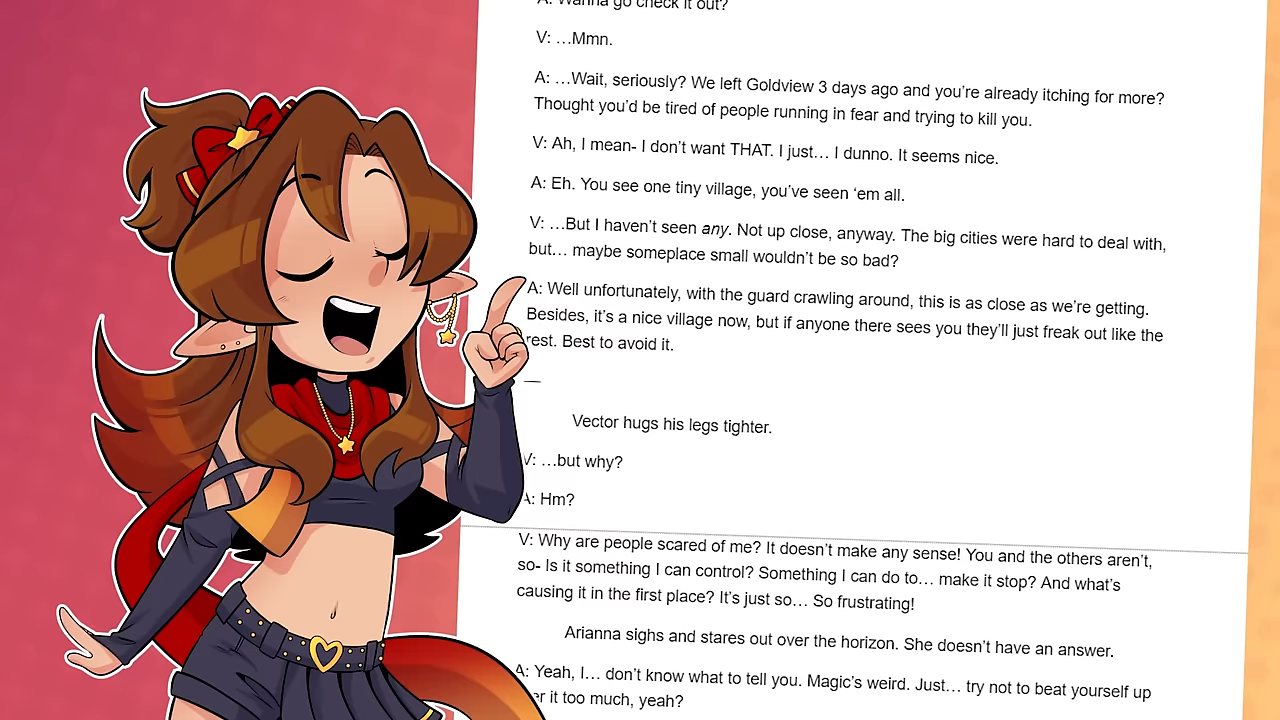 A: Wanna go check it out?
V: …Mmn.
A: …Wait, seriously? We left Goldview 3 days ago and you’re already itching for more?
Thought you’d be tired of people running in fear and trying to kill you.
V: Ah, I mean- I don’t want THAT. I just… I dunno. It seems nice.
A: Eh. You see one tiny village, you’ve seen ‘em all.
V: …But I haven’t seen any. Not up close, anyway. The big cities were hard to deal with,
but… maybe someplace small wouldn’t be so bad?
A: Well unfortunately, with the guard crawling around, this is as close as we’re getting.
Besides, it’s a nice village now, but if anyone there sees you they’ll just freak out like the
rest. Best to avoid it.
—
Vector hugs his legs tighter.
V: …but why?
A: Hm?
V: Why are people scared of me? It doesn’t make any sense! You and the others aren’t,
so- Is it something I can control? Something I can do to… make it stop? And what’s
causing it in the first place? It’s just so… So frustrating!
Arianna sighs and stares out over the horizon. She doesn’t have an answer.
A: Yeah, I… don’t know what to tell you. Magic’s weird. Just… try not to beat yourself up
er it too much, yeah?